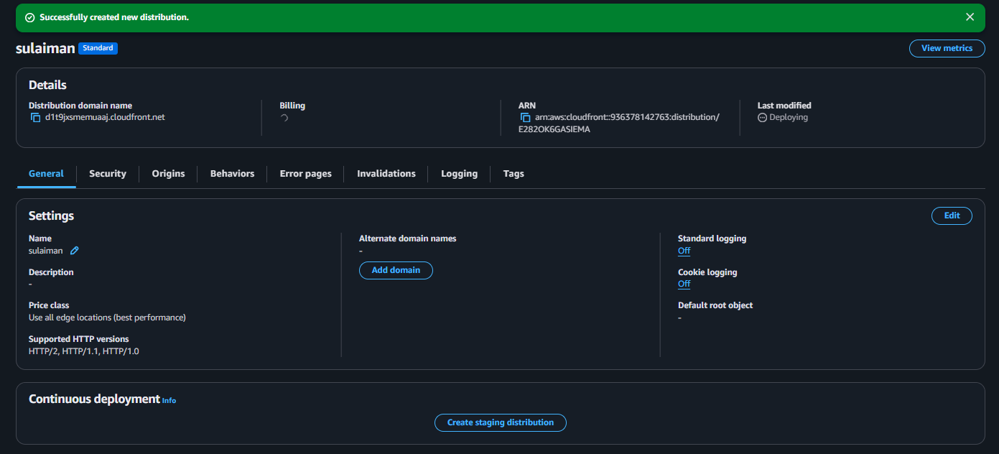 Successfully created new distribution.
sulaiman Standard
View metrics
Details
Distribution domain name
d1t9jxsmemuaaj.cloudfront.net
Billing
ARN
arn:aws:cloudfront::936378142763:distribution/
E282OK6GASIEMA
Last modified
Deploying
General Security Origins Behaviors Error pages Invalidations Logging Tags
Settings
Edit
Name
sulaiman
Description
-
Price class
Use all edge locations (best performance)
Supported HTTP versions
HTTP/2, HTTP/1.1, HTTP/1.0
Alternate domain names
-
Add domain
Standard logging
Off
Cookie logging
Off
Default root object
-
Continuous deployment Info
Create staging distribution